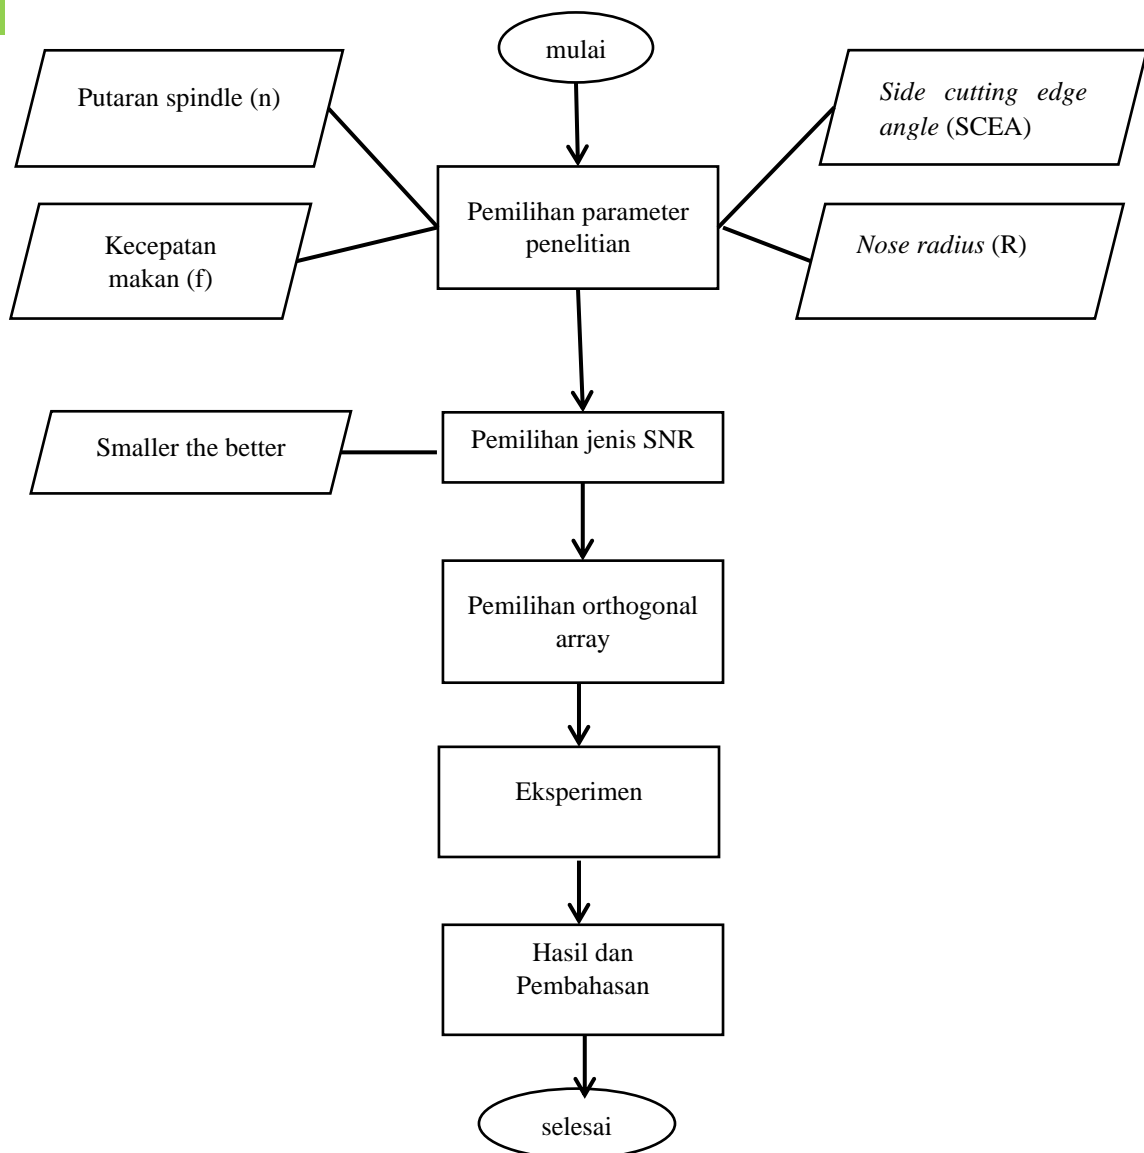 mulai
Putaran spindle (n)
Side cutting edge
angle (SCEA)
Pemilihan parameter
penelitian
Kecepatan
makan (f)
Nose radius (R)
Smaller the better
Pemilihan jenis SNR
Pemilihan orthogonal
array
Eksperimen
Hasil dan
Pembahasan
selesai